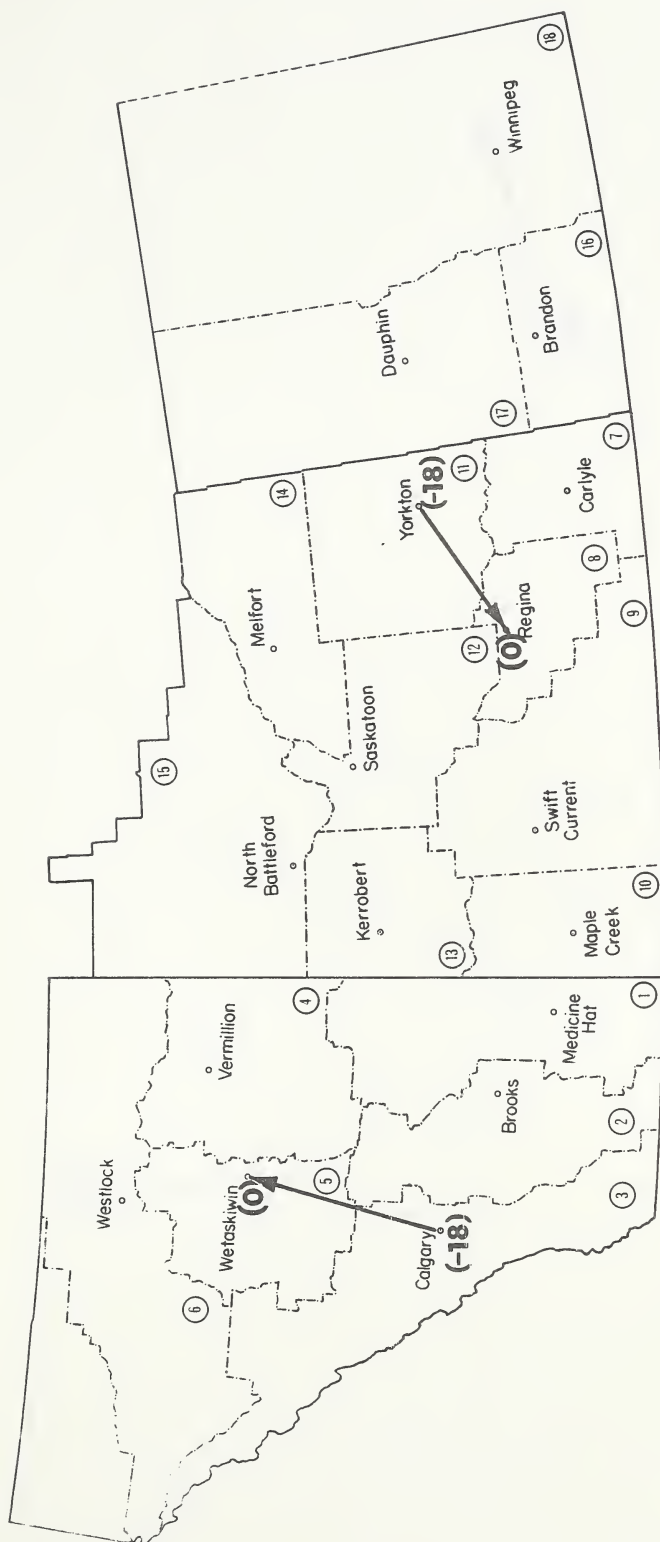 Westlock
6
Vermillion
Wetaskiwin
(0)
4
5
Calgary
(-18)
Brooks
Medicine
Hat
3
2
1
15
North
Battleford
Melfort
14
Kerrobert
Saskatoon
13
12
Yorkton
(-18)
11
(0)
Regina
Maple
Creek
10
Swift
Current
9
8
Carlyle
7
Dauphin
17
Brandon
16
Winnipeg
18